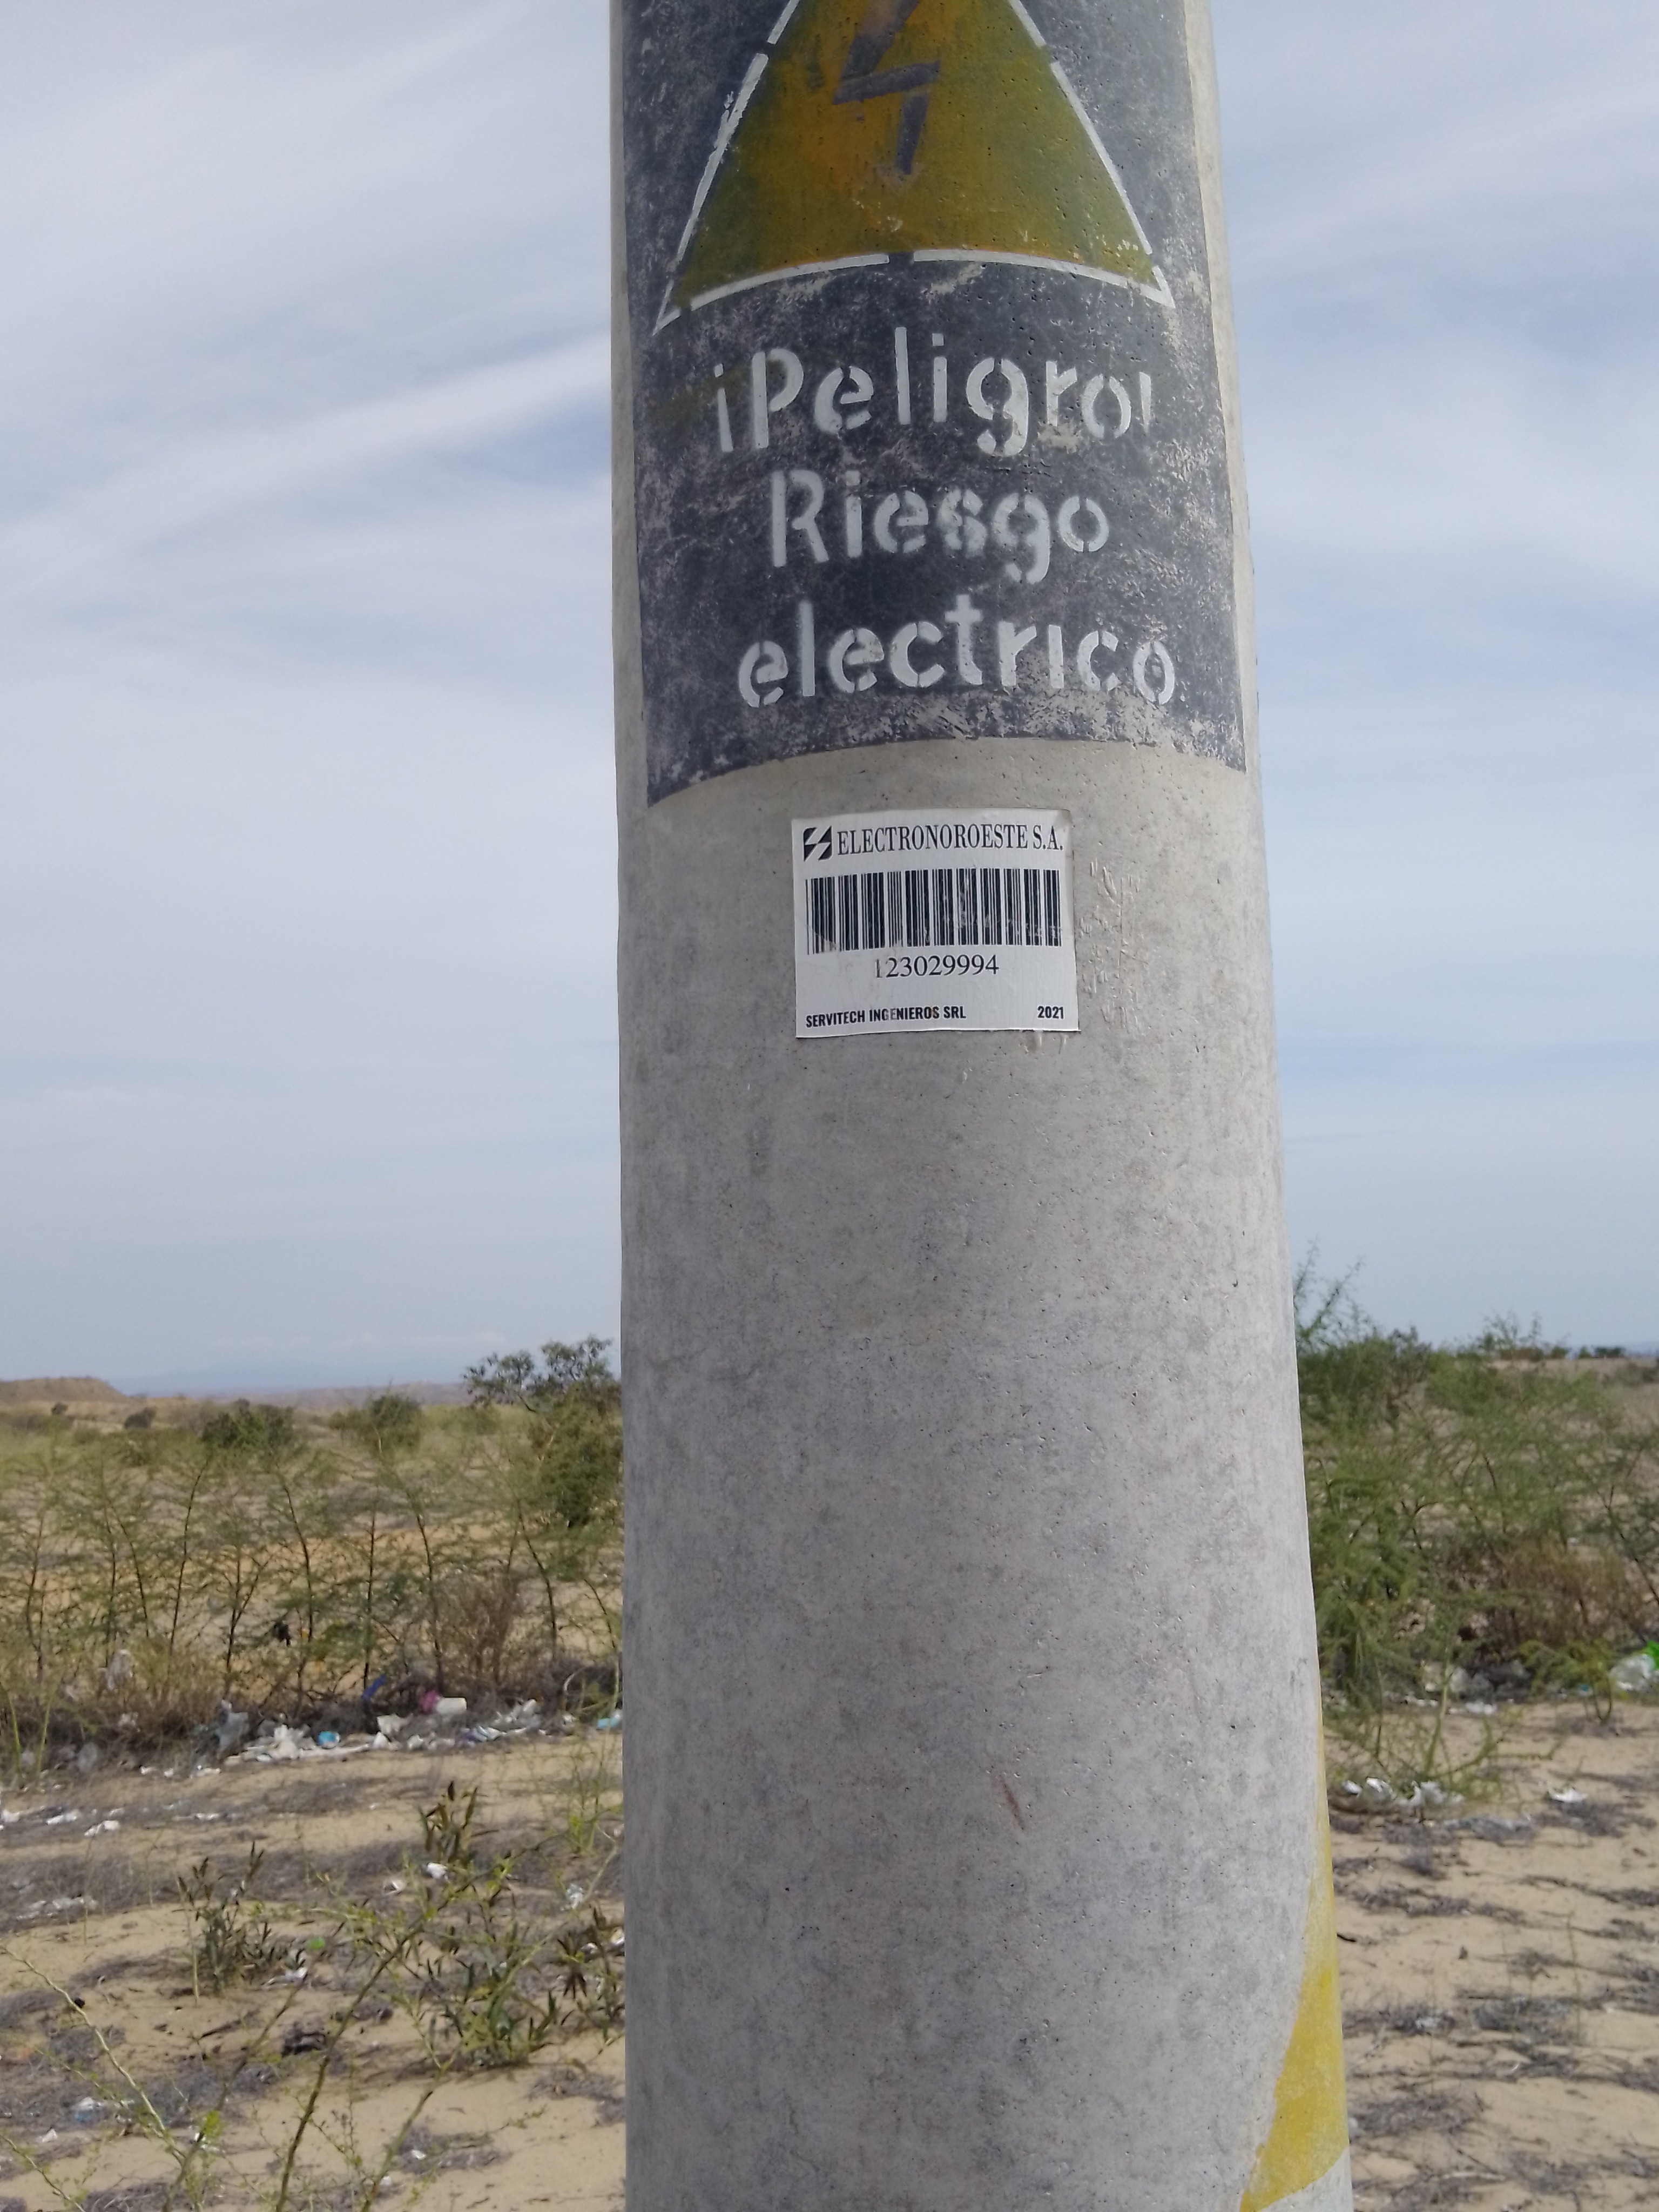 ¡Peligro!
Riesgo
electrico
ELECTRONOROESTE S.A.
123029994
SERVITECH INGENIEROS SRL 2021